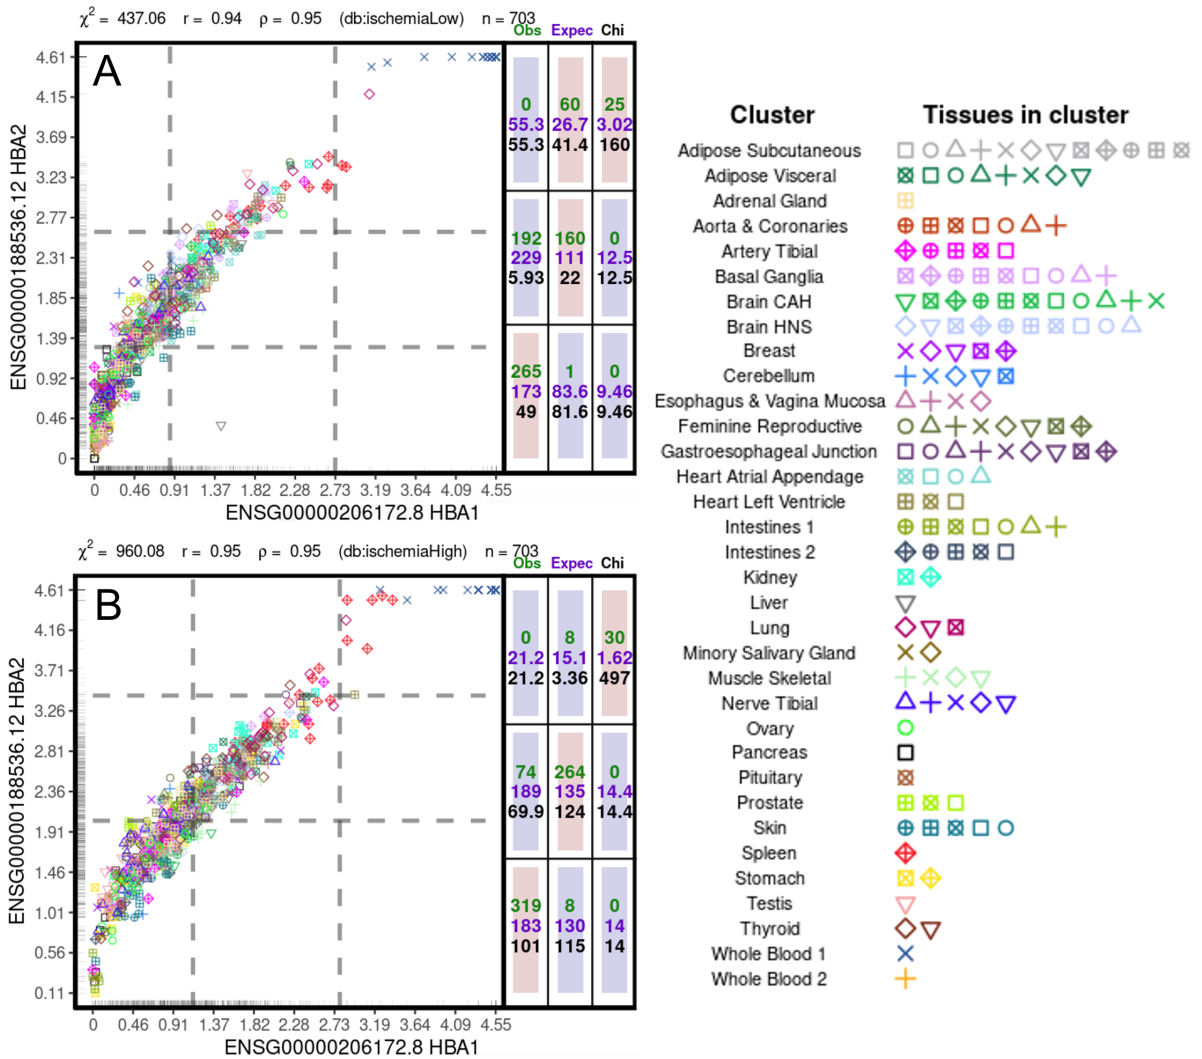 χ² = 437.06 r = 0.94 ρ = 0.95 (db:ischemiaLow) n = 703
Obs Expec Chi
A
ENSG00000188536.12 HBA2
4.61
4.15
3.69
3.23
2.77
2.31
1.85
1.39
0.92
0.46
0
0 60 25
55.3 26.7 3.02
55.3 41.4 160
192 160 0
229 111 12.5
5.93 22 12.5
265 1 0
173 83.6 9.46
49 81.6 9.46
0 0.46 0.91 1.37 1.82 2.28 2.73 3.19 3.64 4.09 4.55
ENSG00000206172.8 HBA1
χ² = 960.08 r = 0.95 ρ = 0.95 (db:ischemiaHigh) n = 703
Obs Expec Chi
B
ENSG00000188536.12 HBA2
4.61
4.16
3.71
3.26
2.81
2.36
1.91
1.46
1.01
0.56
0.11
0 8 30
21.2 15.1 1.62
21.2 3.36 497
74 264 0
189 135 14.4
69.9 124 14.4
319 8 0
183 130 14
101 115 14
0 0.46 0.91 1.37 1.82 2.28 2.73 3.19 3.64 4.09 4.55
ENSG00000206172.8 HBA1
Cluster Tissues in cluster
Adipose Subcutaneous
Adipose Visceral
Adrenal Gland
Aorta & Coronaries
Artery Tibial
Basal Ganglia
Brain CAH
Brain HNS
Breast
Cerebellum
Esophagus & Vagina Mucosa
Feminine Reproductive
Gastroesophageal Junction
Heart Atrial Appendage
Heart Left Ventricle
Intestines 1
Intestines 2
Kidney
Liver
Lung
Minory Salivary Gland
Muscle Skeletal
Nerve Tibial
Ovary
Pancreas
Pituitary
Prostate
Skin
Spleen
Stomach
Testis
Thyroid
Whole Blood 1
Whole Blood 2